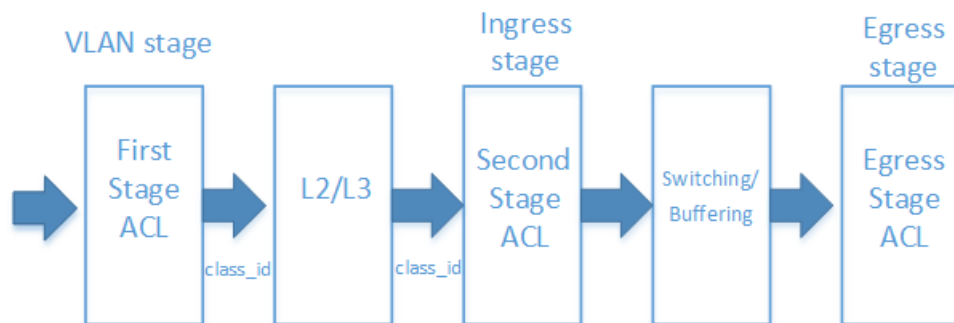 VLAN stage
Ingress
stage
Egress
stage
First
Stage
ACL
class_id
L2/L3
class_id
Second
Stage
ACL
Switching/
Buffering
Egress
Stage
ACL